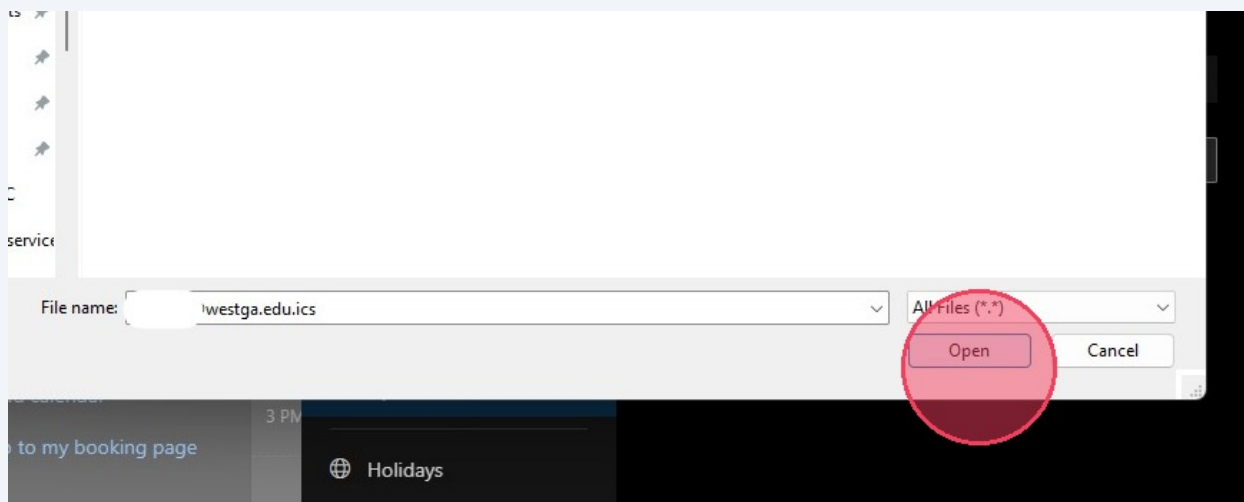 File name:
westga.edu.ics
All Files (*.*)
Open
Cancel
service
3 PM
to my booking page
Holidays